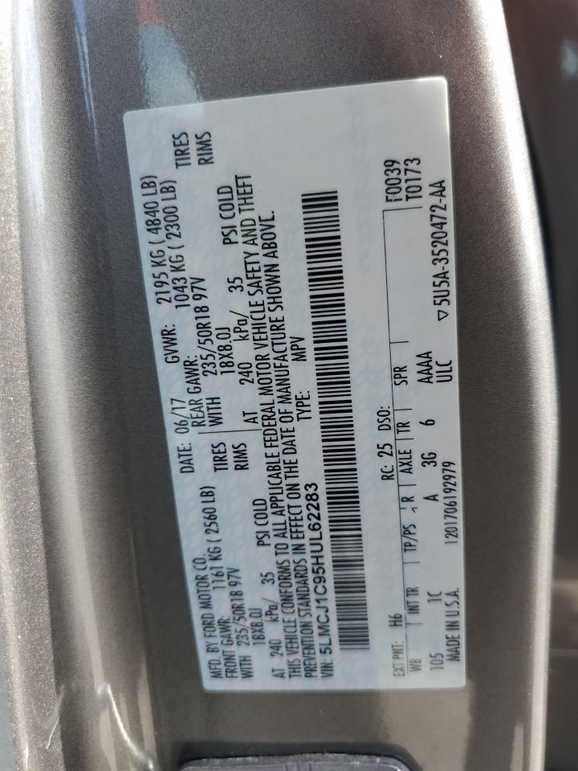 MFD. BY FORD MOTOR CO.
DATE: 06/17 GVWR: 2195 KG ( 4840 LB)
FRONT GAWR: 1161 KG ( 2560 LB) REAR GAWR: 1043 KG ( 2300 LB)
WITH 235/50R18 97V TIRES WITH 235/50R18 97V TIRES
18X8.0J RIMS 18X8.0J RIMS
AT 240 kPa/ 35 PSI COLD AT 240 kPa/ 35 PSI COLD
THIS VEHICLE CONFORMS TO ALL APPLICABLE FEDERAL MOTOR VEHICLE SAFETY AND THEFT
PREVENTION STANDARDS IN EFFECT ON THE DATE OF MANUFACTURE SHOWN ABOVE.
VIN: 5LMCJ1C95HUL62283 TYPE: MPV
EXT PNT: H6 RC: 25 DSO: F0039
WB INT TR TP/PS R AXLE TR SPR T0173
105 1C A 3G 6 AAAA
ULC
MADE IN U.S.A. 1201706192979 ▽5U5A-3520472-AA